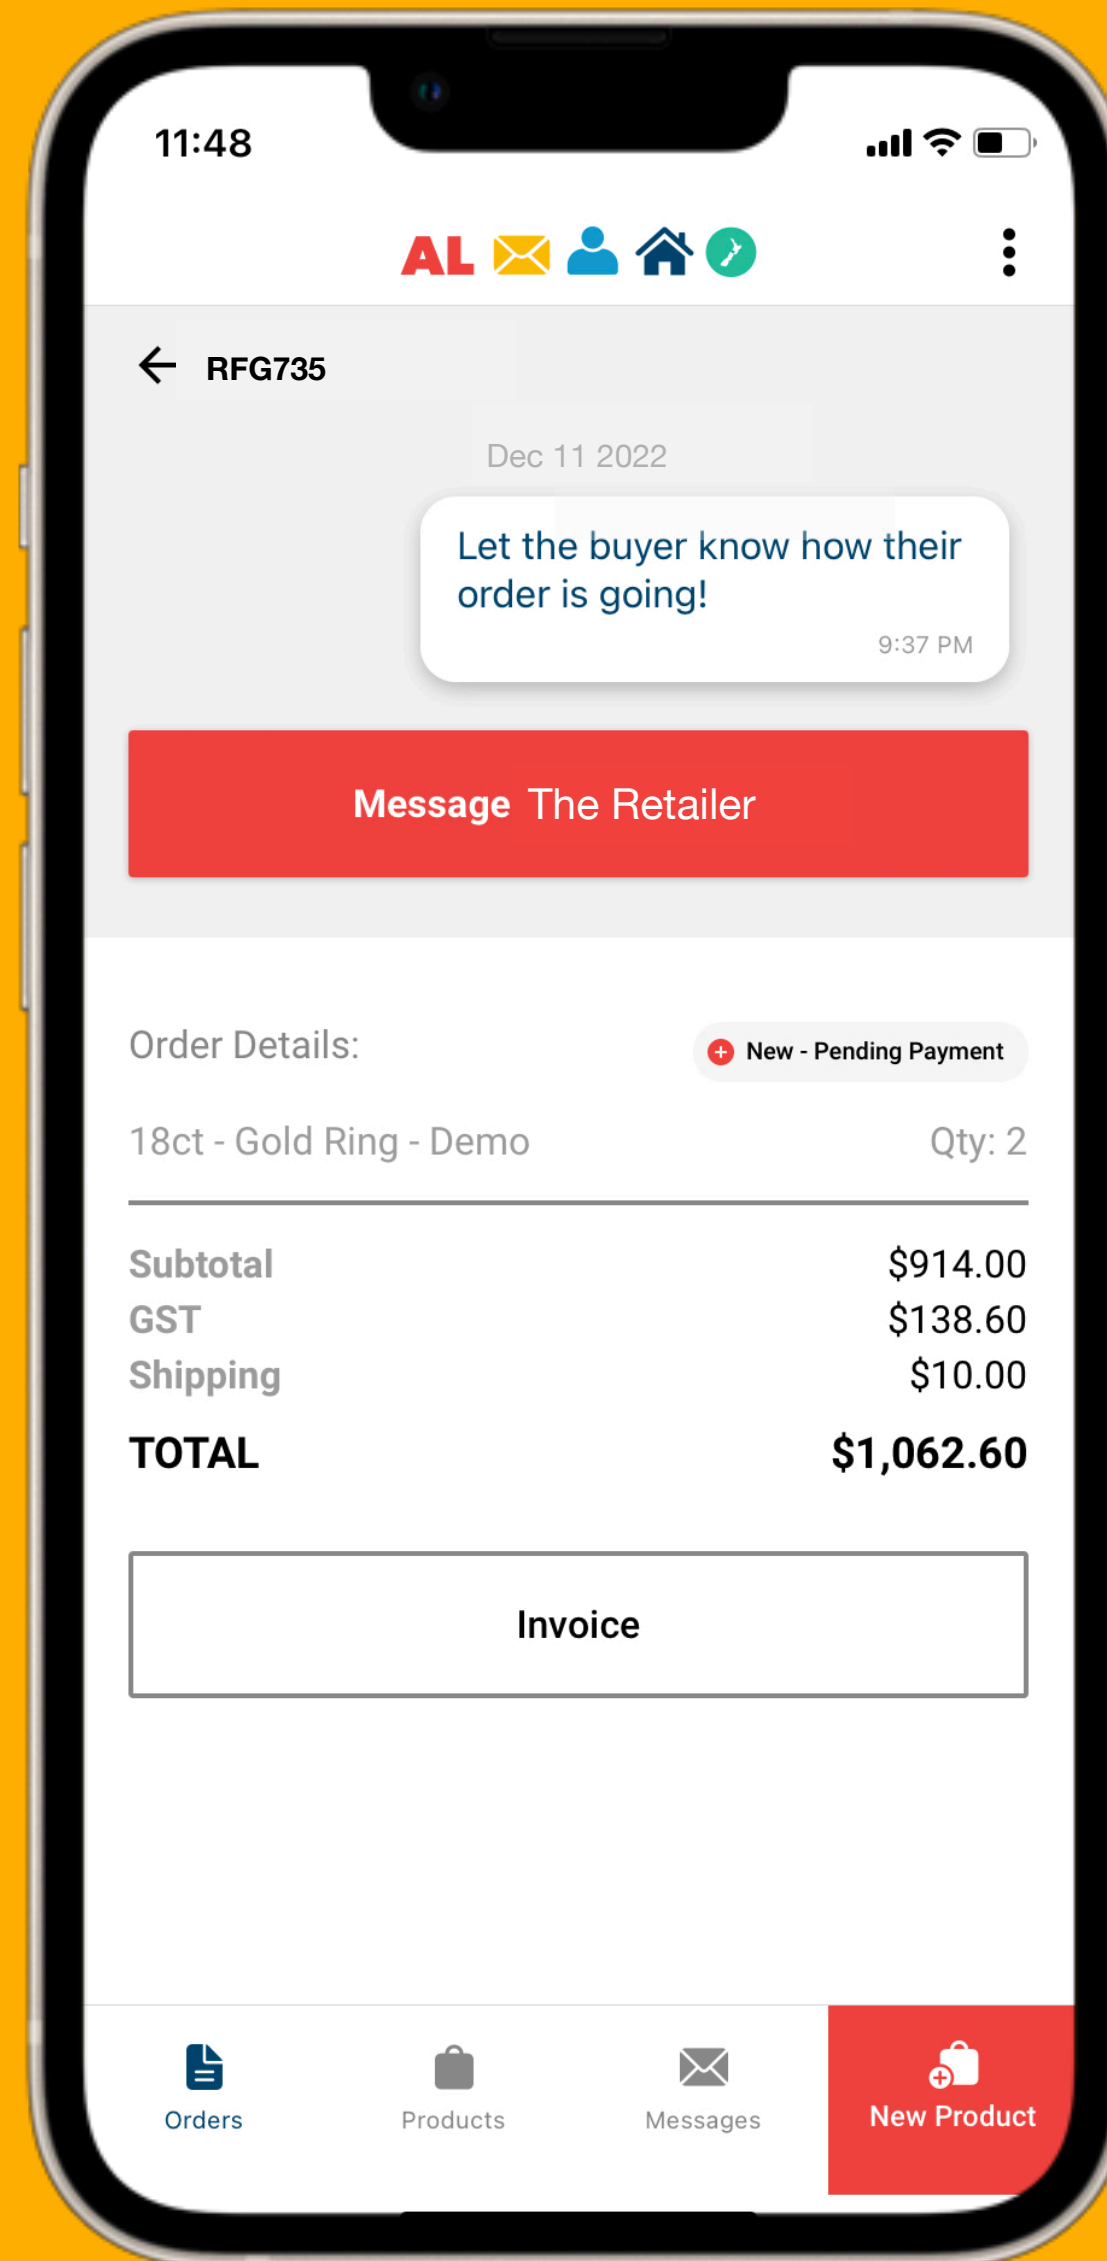 11:48
AL
RFG735
Dec 11 2022
Let the buyer know how their
order is going!
9:37 PM
Message The Retailer
Order Details:
New - Pending Payment
18ct - Gold Ring - Demo Qty: 2
Subtotal $914.00
GST $138.60
Shipping $10.00
TOTAL $1,062.60
Invoice
Orders Products Messages New Product